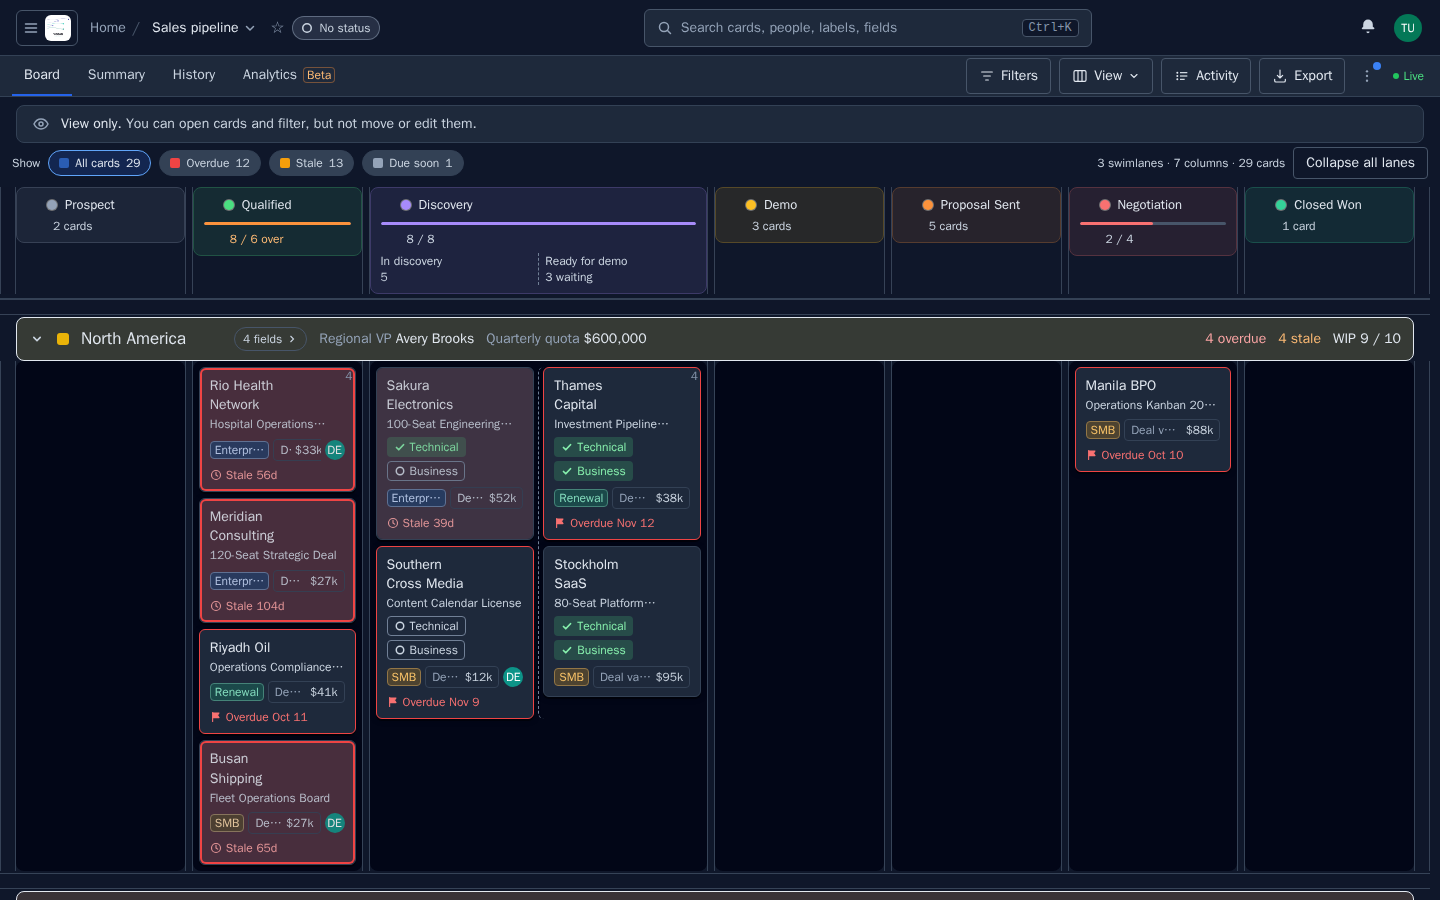 Home / Sales pipeline
No status
Search cards, people, labels, fields Ctrl+K
TU
Board Summary History Analytics Beta
Filters View Activity Export Live
View only. You can open cards and filter, but not move or edit them.
Show All cards 29 Overdue 12 Stale 13 Due soon 1
3 swimlanes · 7 columns · 29 cards Collapse all lanes
Prospect
2 cards
Qualified
8 / 6 over
Discovery
8 / 8
In discovery
5
Ready for demo
3 waiting
Demo
3 cards
Proposal Sent
5 cards
Negotiation
2 / 4
Closed Won
1 card
North America 4 fields Regional VP Avery Brooks Quarterly quota $600,000 4 overdue 4 stale WIP 9 / 10
4
Rio Health
Network
Hospital Operations···
Enterpr··· D· $33k DE
Stale 56d
Meridian
Consulting
120-Seat Strategic Deal
Enterpr··· D··· $27k
Stale 104d
Riyadh Oil
Operations Compliance···
Renewal De··· $41k
Overdue Oct 11
Busan
Shipping
Fleet Operations Board
SMB De··· $27k DE
Stale 65d
Sakura
Electronics
100-Seat Engineering···
Technical
Business
Enterpr··· De··· $52k
Stale 39d
Southern
Cross Media
Content Calendar License
Technical
Business
SMB De··· $12k DE
Overdue Nov 9
4
Thames
Capital
Investment Pipeline···
Technical
Business
Renewal De··· $38k
Overdue Nov 12
Stockholm
SaaS
80-Seat Platform···
Technical
Business
SMB Deal va··· $95k
Manila BPO
Operations Kanban 20···
SMB Deal v··· $88k
Overdue Oct 10